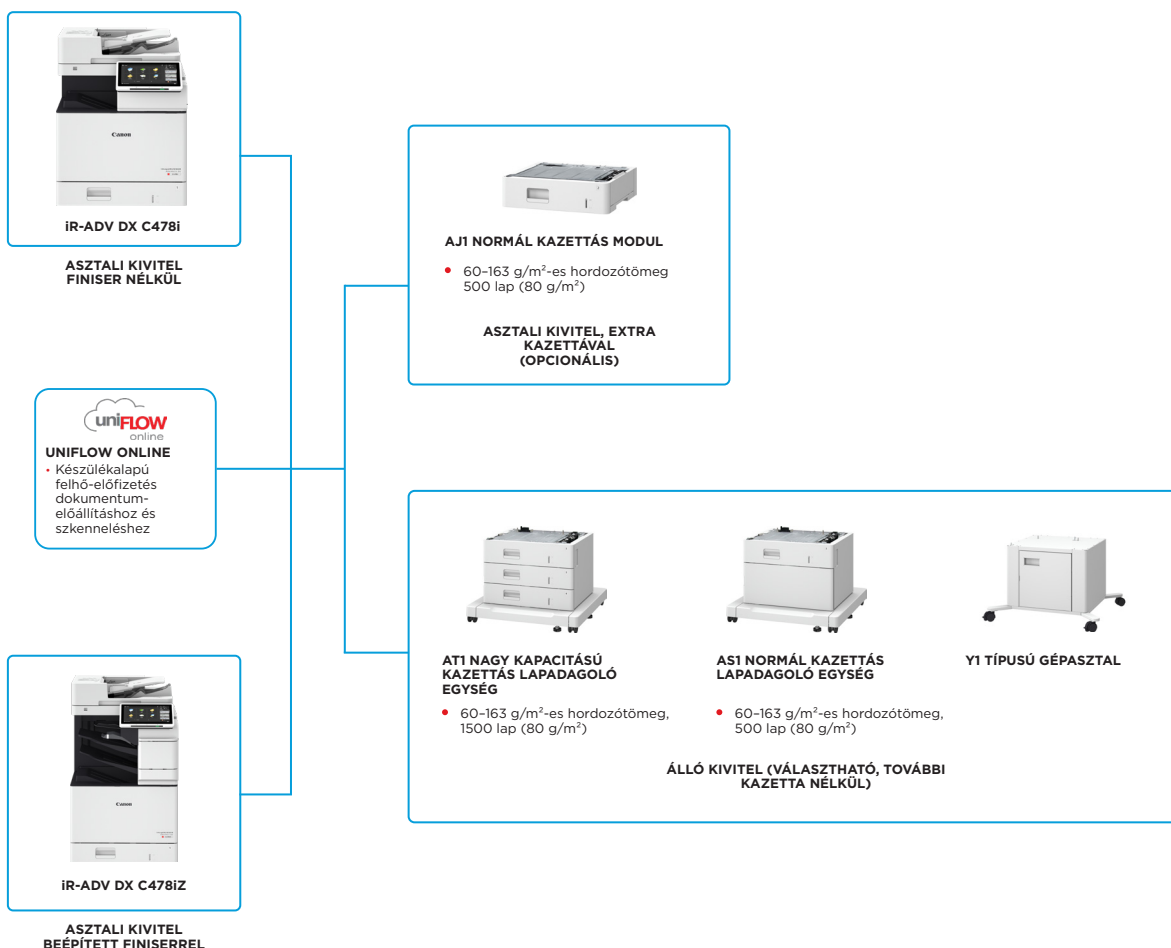 Canon
iR-ADV DX C478i
ASZTALI KIVITEL
FINISER NÉLKÜL
AJ1 NORMÁL KAZETTÁS MODUL
• 60–163 g/m²-es hordozótömeg
500 lap (80 g/m²)
ASZTALI KIVITEL, EXTRA
KAZETTÁVAL
(OPCIONÁLIS)
uniFLOW
online
UNIFLOW ONLINE
• Készülékalapú
felhő-előfizetés
dokumentum-
előállításhoz és
szkenneléshez
AT1 NAGY KAPACITÁSÚ
KAZETTÁS LAPADAGOLÓ
EGYSÉG
• 60–163 g/m²-es hordozótömeg,
1500 lap (80 g/m²)
AS1 NORMÁL KAZETTÁS
LAPADAGOLÓ EGYSÉG
• 60–163 g/m²-es hordozótömeg,
500 lap (80 g/m²)
Y1 TÍPUSÚ GÉPASZTAL
ÁLLÓ KIVITEL (VÁLASZTHATÓ, TOVÁBBI
KAZETTA NÉLKÜL)
Canon
iR-ADV DX C478iZ
ASZTALI KIVITEL
BEÉPÍTETT FINISERREL